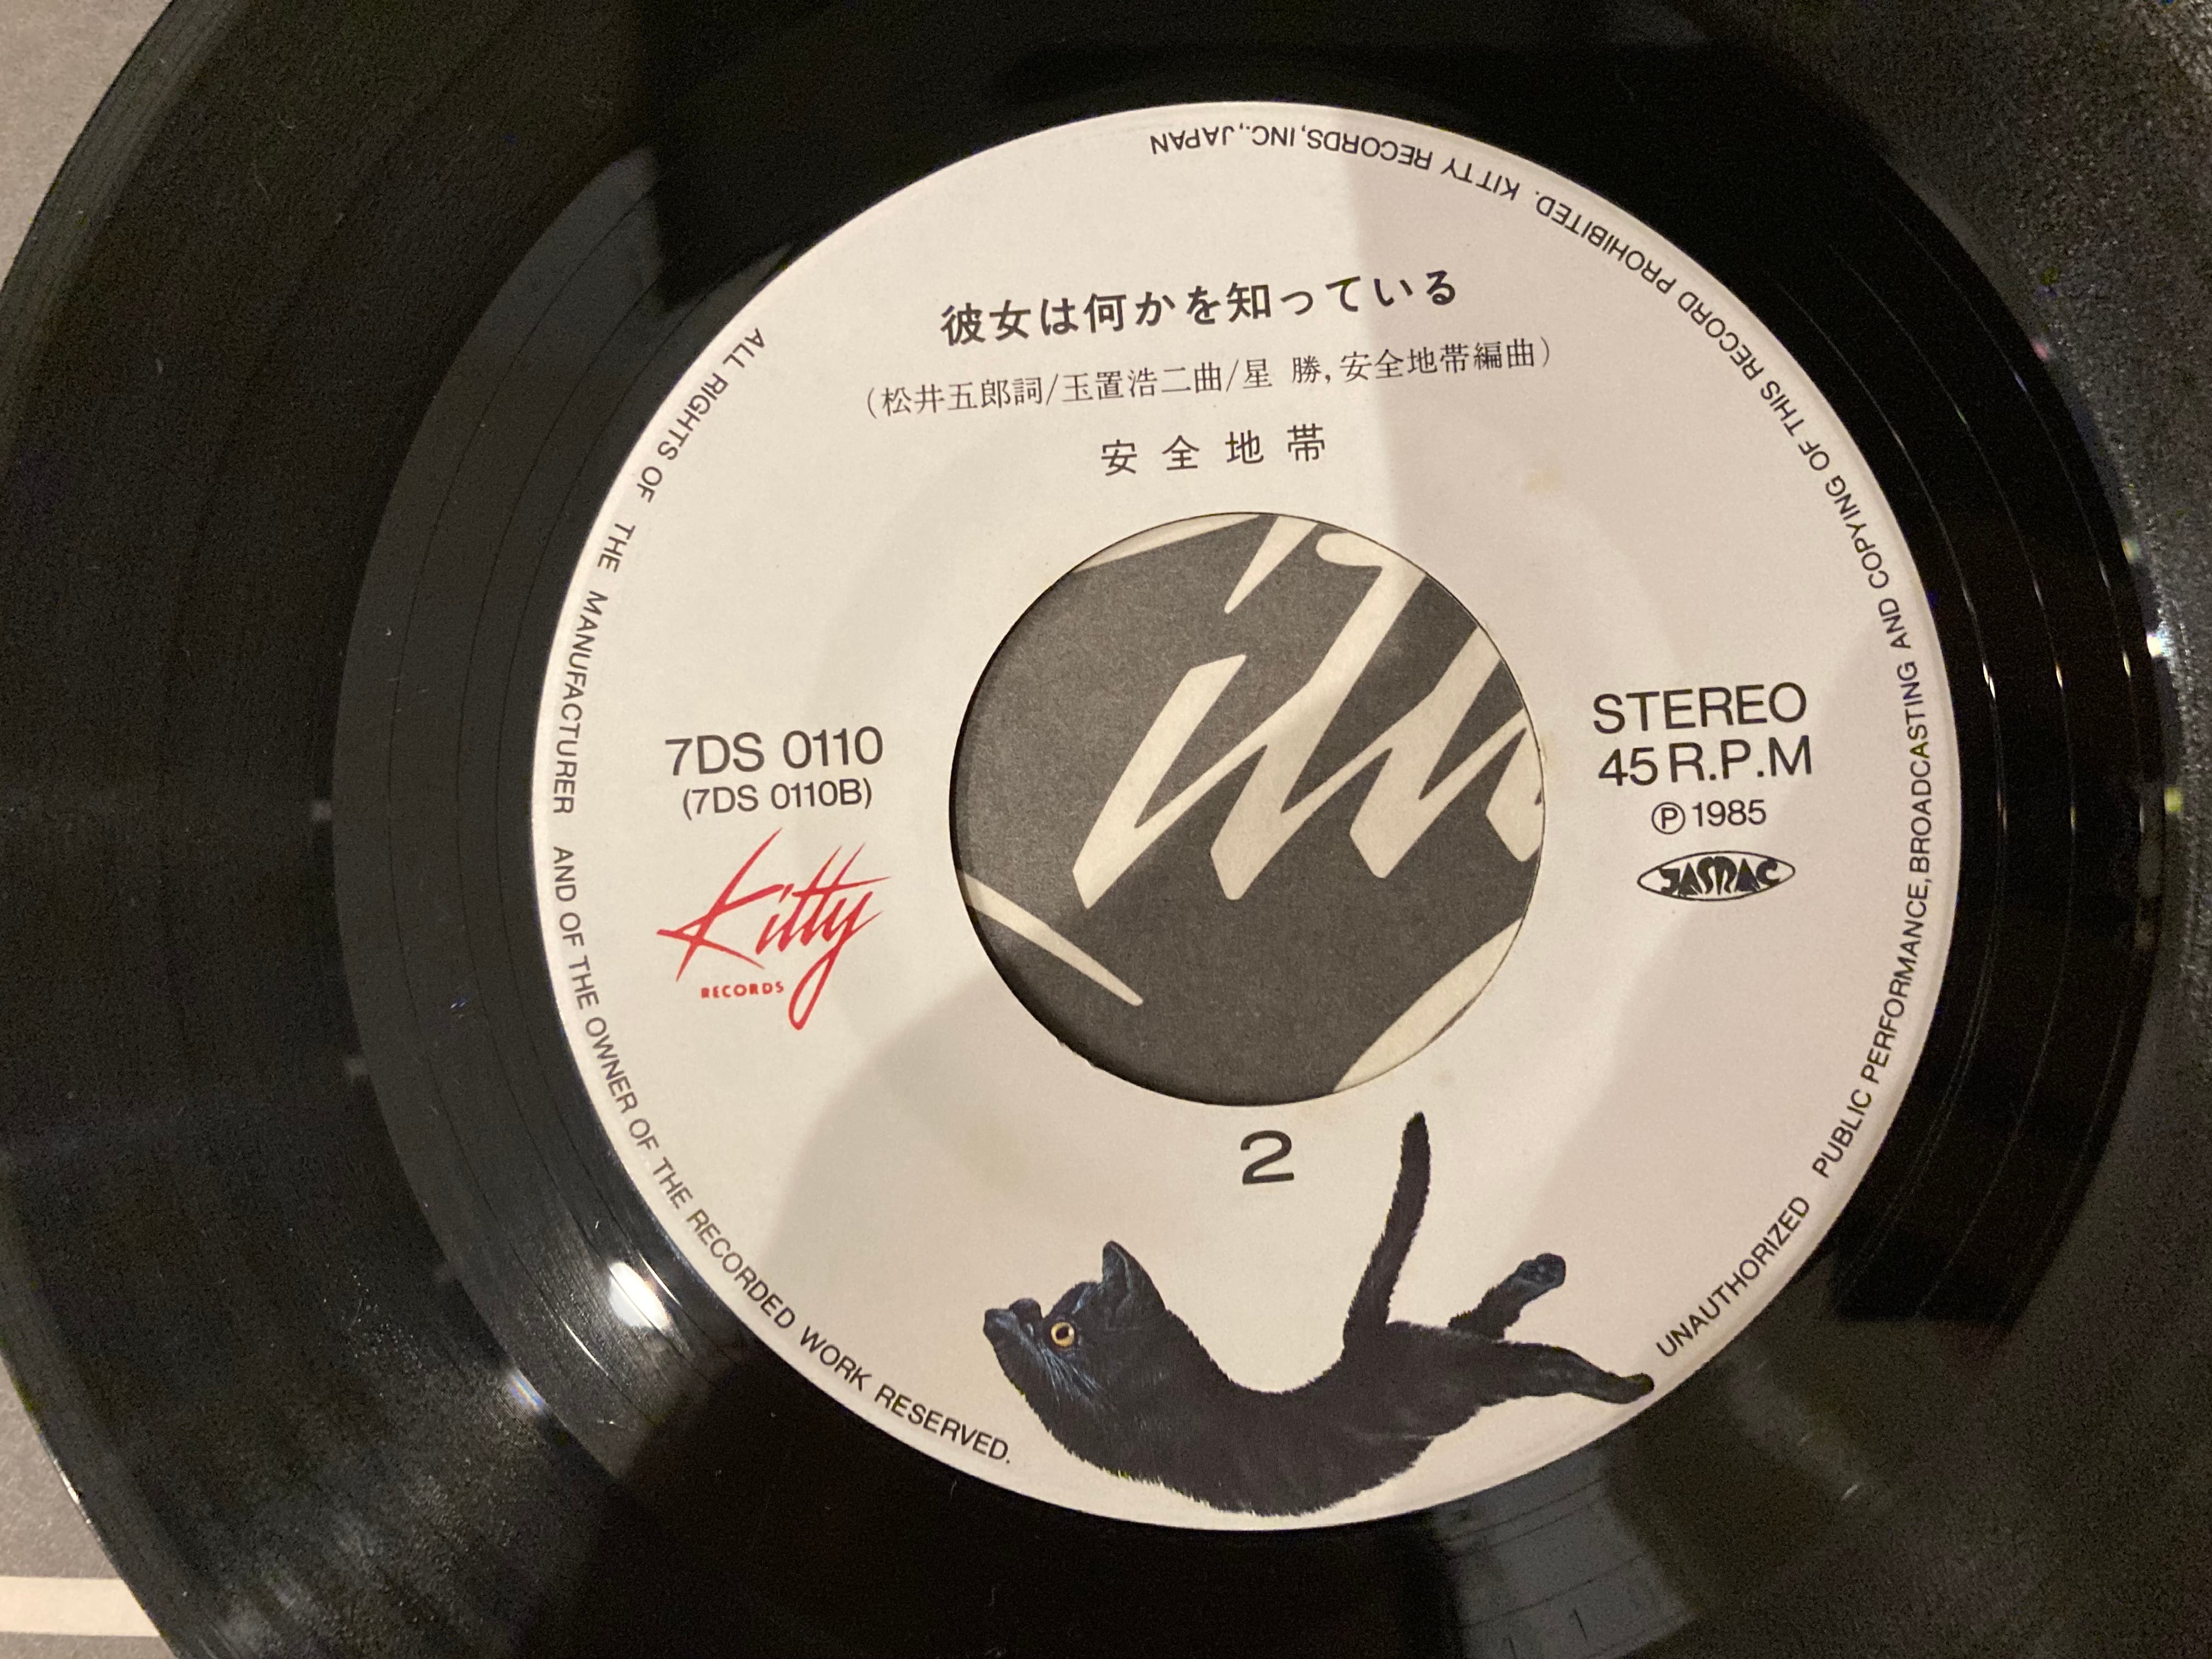 彼女は何かを知っている
(松井五郎詞/玉置浩二曲/星 勝,安全地帯編曲)
安全地帯
7DS 0110
(7DS 0110B)
Kitty
RECORDS
STEREO
45 R.P.M
Ⓟ1985
JASRAC
2
ALL RIGHTS OF THE MANUFACTURER AND OF THE OWNER OF THE RECORDED WORK RESERVED.
UNAUTHORIZED PUBLIC PERFORMANCE, BROADCASTING AND COPYING OF THIS RECORD PROHIBITED. KITTY RECORDS, INC., JAPAN